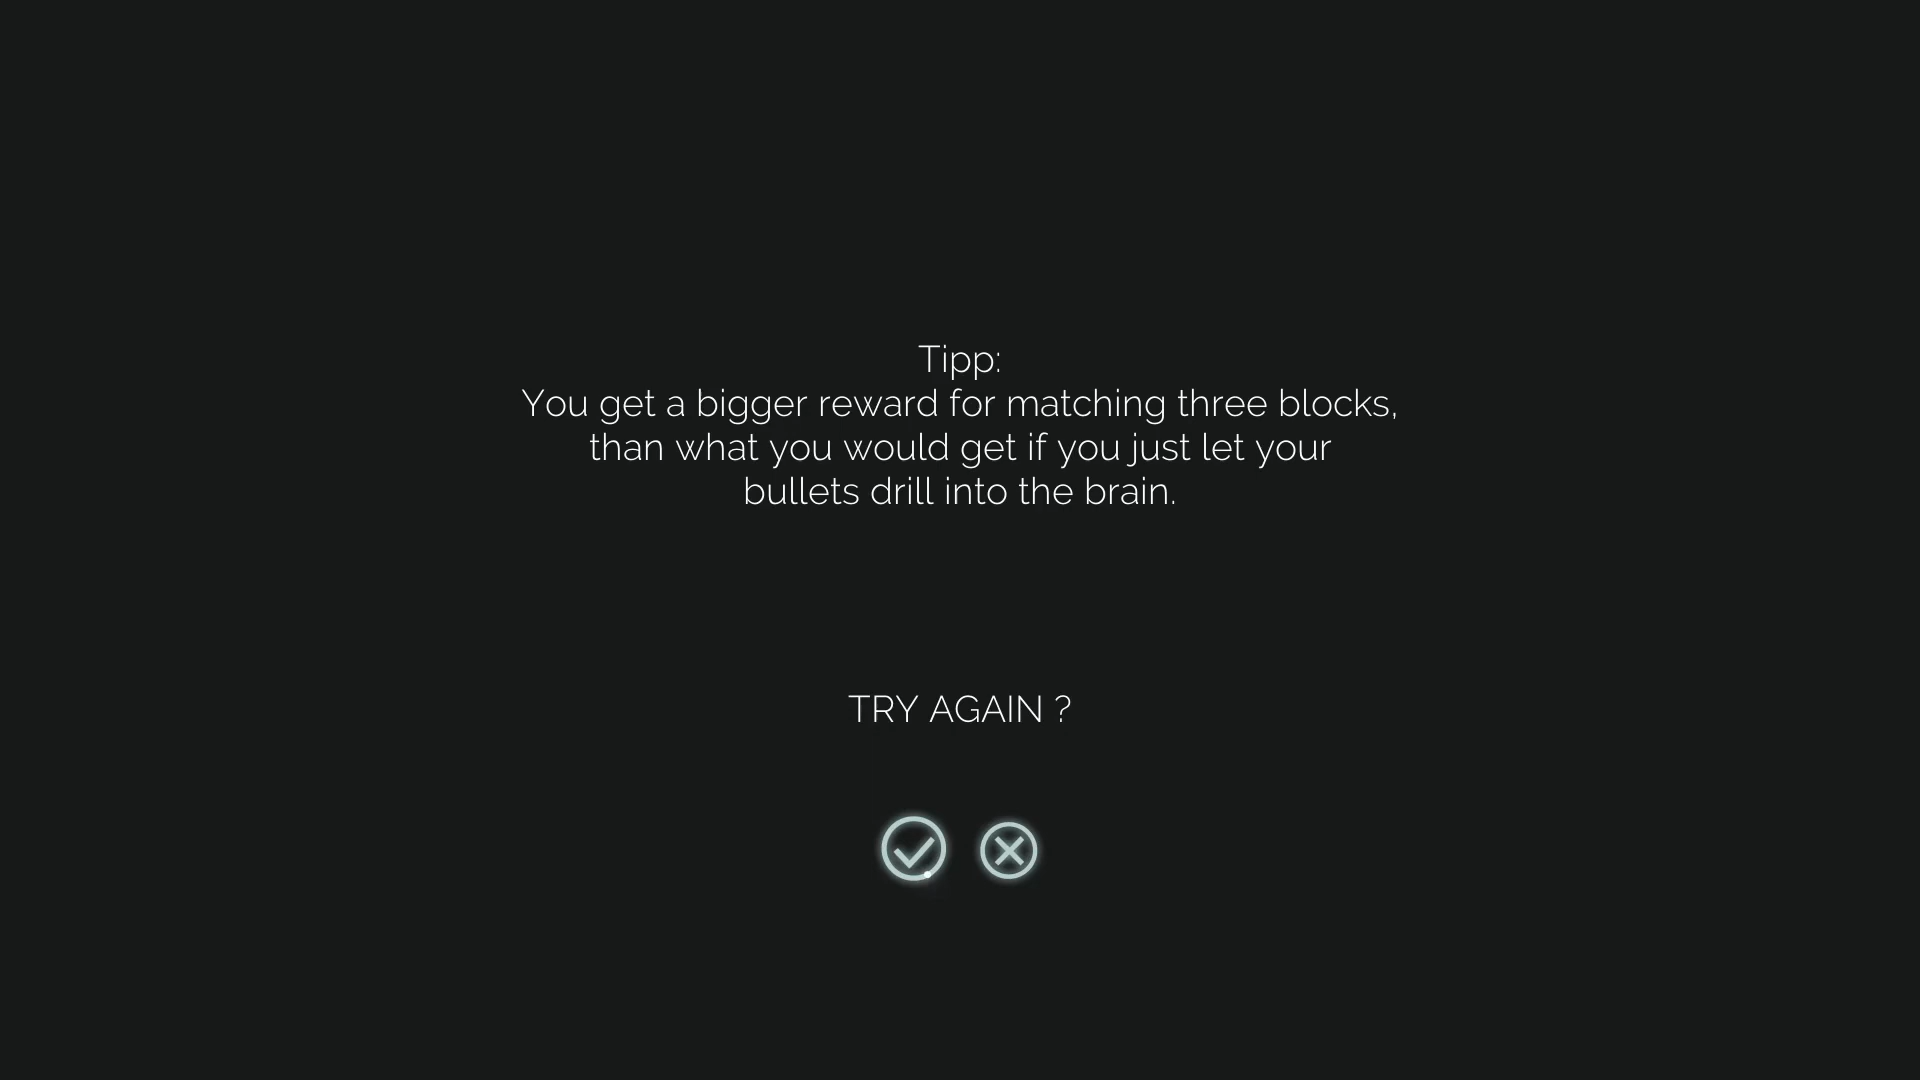 Tipp:
You get a bigger reward for matching three blocks,
than what you would get if you just let your
bullets drill into the brain.
TRY AGAIN ?